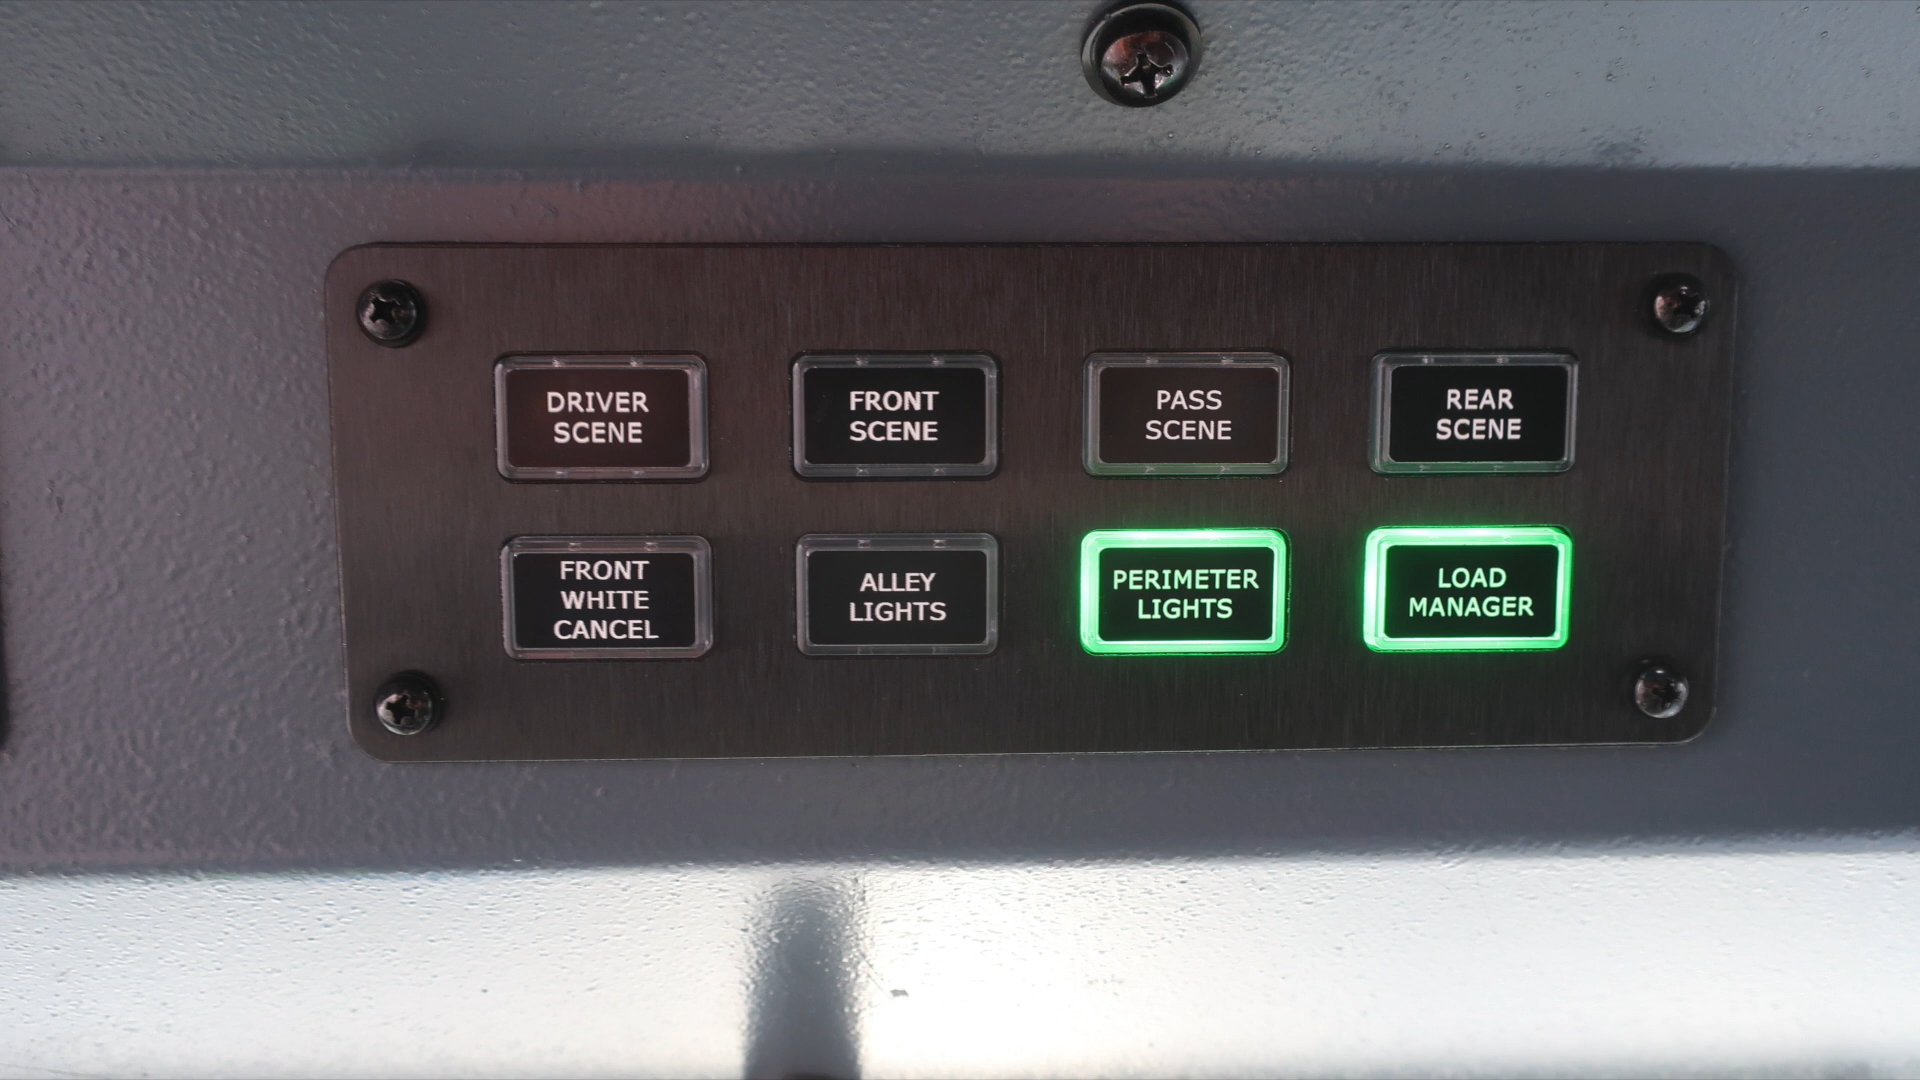 DRIVER
SCENE
FRONT
SCENE
PASS
SCENE
REAR
SCENE
FRONT
WHITE
CANCEL
ALLEY
LIGHTS
PERIMETER
LIGHTS
LOAD
MANAGER